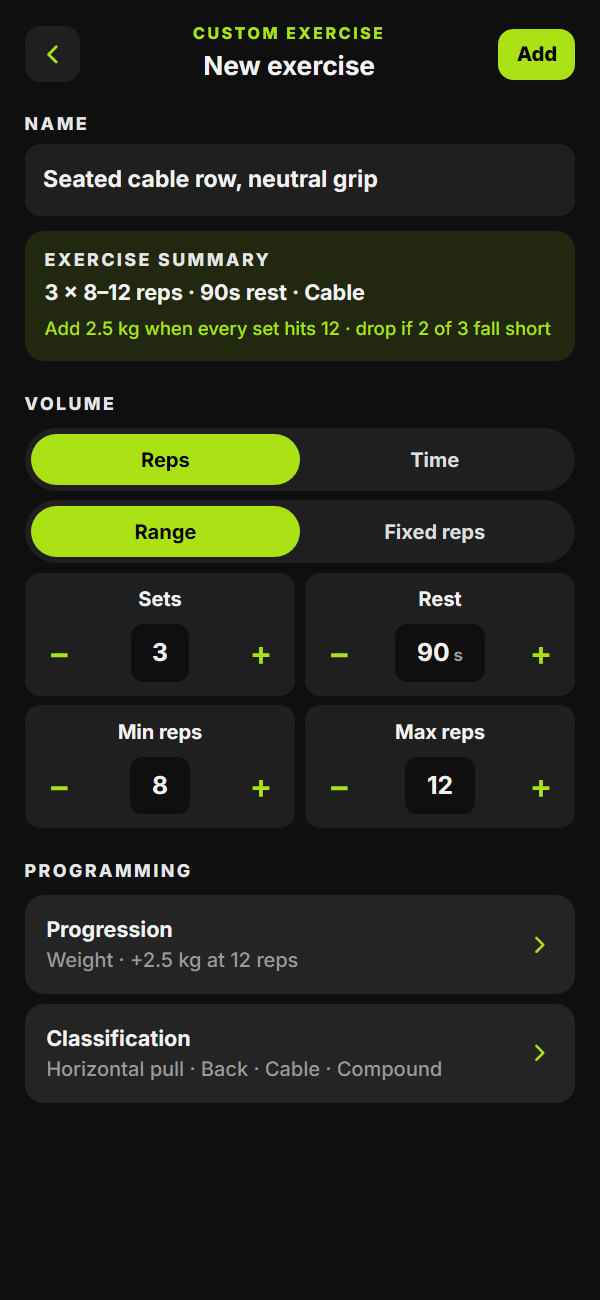 CUSTOM EXERCISE
New exercise
Add
NAME
Seated cable row, neutral grip
EXERCISE SUMMARY
3 × 8–12 reps · 90s rest · Cable
Add 2.5 kg when every set hits 12 · drop if 2 of 3 fall short
VOLUME
Reps
Time
Range
Fixed reps
Sets
Rest
− 3 +
− 90 s +
Min reps
Max reps
− 8 +
− 12 +
PROGRAMMING
Progression
Weight · +2.5 kg at 12 reps
Classification
Horizontal pull · Back · Cable · Compound